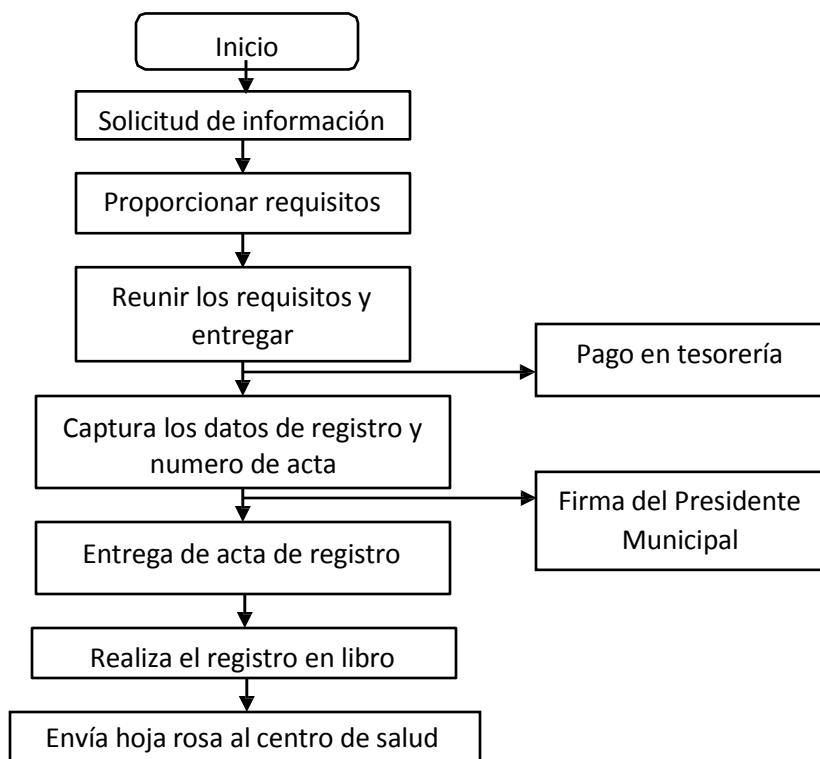 Inicio
Solicitud de información
Proporcionar requisitos
Reunir los requisitos y
entregar
Pago en tesorería
Captura los datos de registro y
numero de acta
Firma del Presidente
Municipal
Entrega de acta de registro
Realiza el registro en libro
Envía hoja rosa al centro de salud